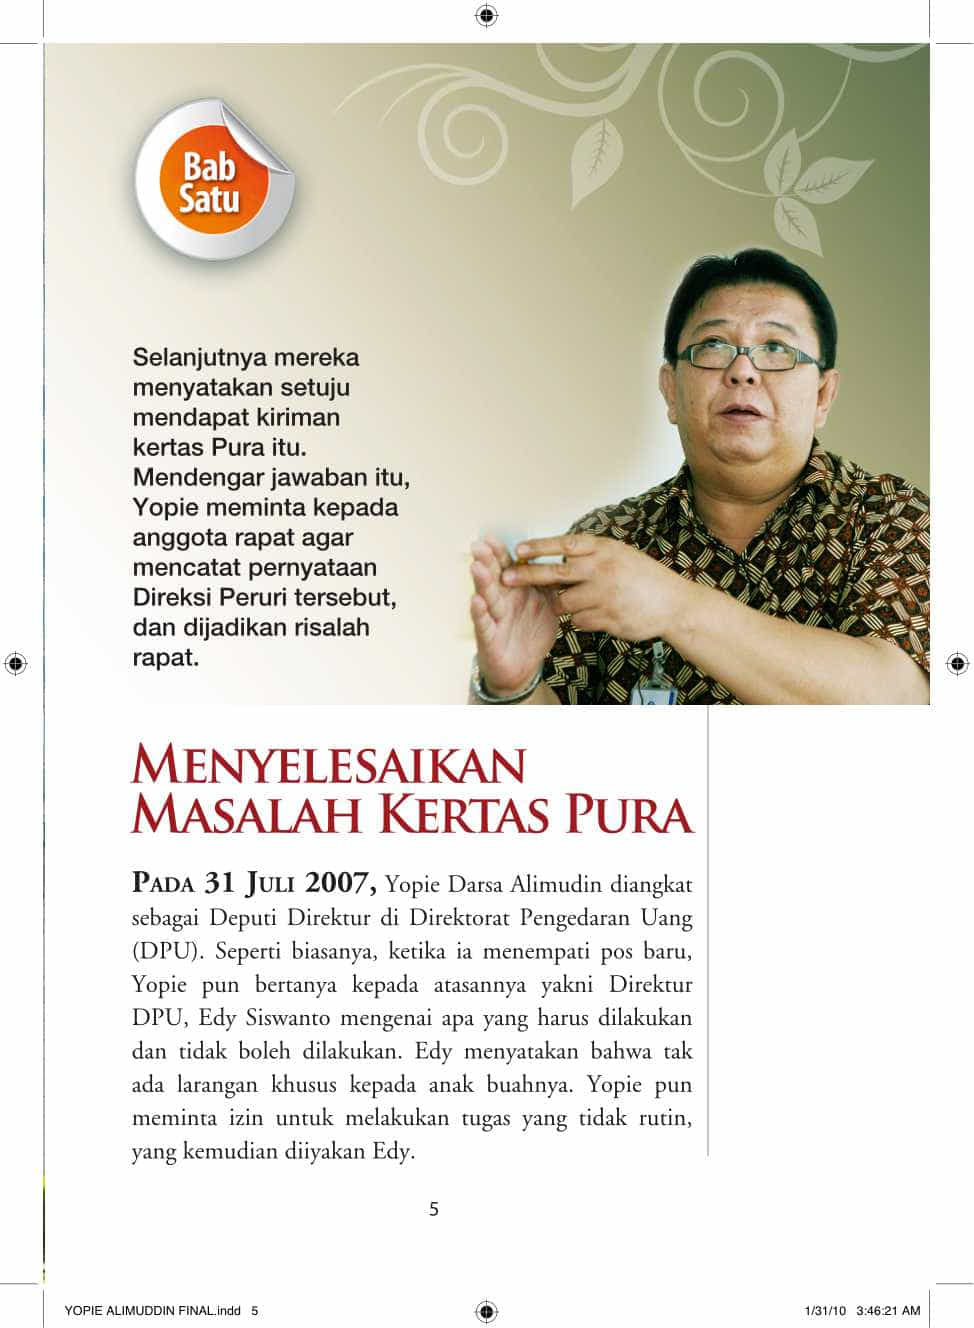 Bab
Satu
Selanjutnya mereka
menyatakan setuju
mendapat kiriman
kertas Pura itu.
Mendengar jawaban itu,
Yopie meminta kepada
anggota rapat agar
mencatat pernyataan
Direksi Peruri tersebut,
dan dijadikan risalah
rapat.
MENYELESAIKAN
MASALAH KERTAS PURA
PADA 31 JULI 2007, Yopie Darsa Alimudin diangkat
sebagai Deputi Direktur di Direktorat Pengedaran Uang
(DPU). Seperti biasanya, ketika ia menempati pos baru,
Yopie pun bertanya kepada atasannya yakni Direktur
DPU, Edy Siswanto mengenai apa yang harus dilakukan
dan tidak boleh dilakukan. Edy menyatakan bahwa tak
ada larangan khusus kepada anak buahnya. Yopie pun
meminta izin untuk melakukan tugas yang tidak rutin,
yang kemudian diiyakan Edy.
5
YOPIE ALIMUDDIN FINAL.indd 5
1/31/10 3:46:21 AM